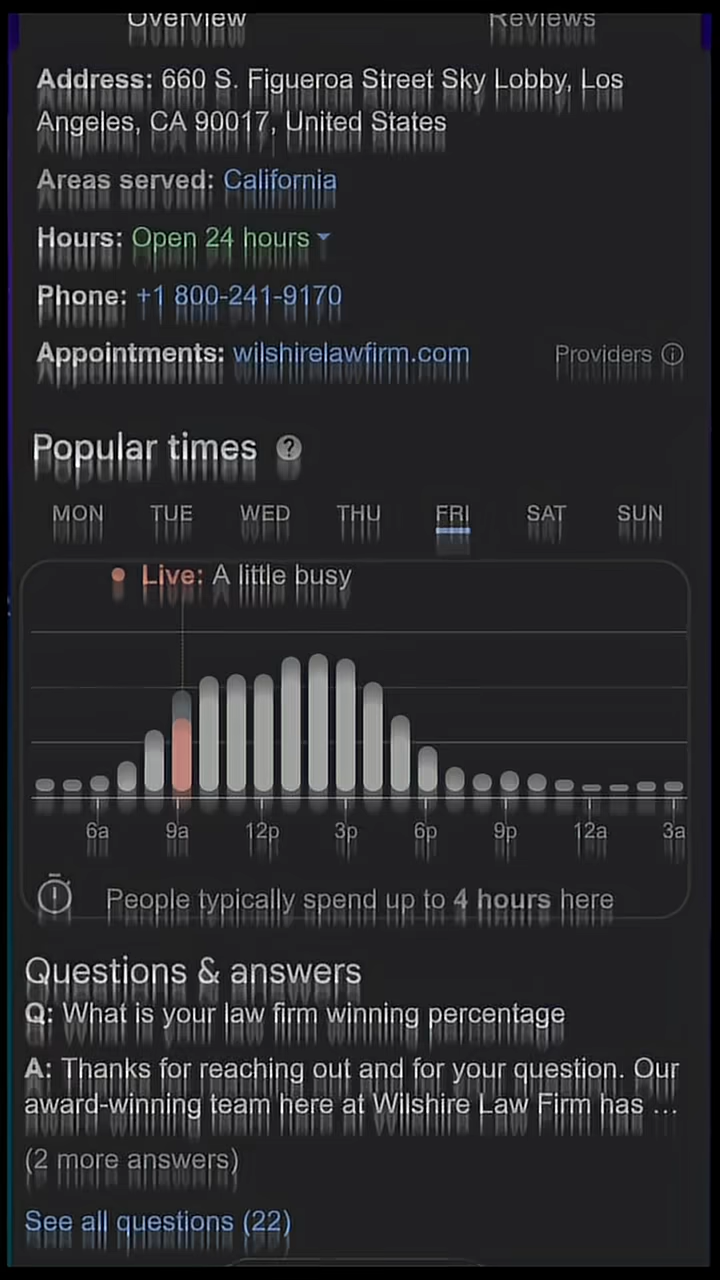 Overview Reviews
Address: 660 S. Figueroa Street Sky Lobby, Los
Angeles, CA 90017, United States
Areas served: California
Hours: Open 24 hours
Phone: +1 800-241-9170
Appointments: wilshirelawfirm.com Providers
Popular times ?
MON TUE WED THU FRI SAT SUN
Live: A little busy
6a 9a 12p 3p 6p 9p 12a 3a
People typically spend up to 4 hours here
Questions & answers
Q: What is your law firm winning percentage
A: Thanks for reaching out and for your question. Our
award-winning team here at Wilshire Law Firm has ...
(2 more answers)
See all questions (22)